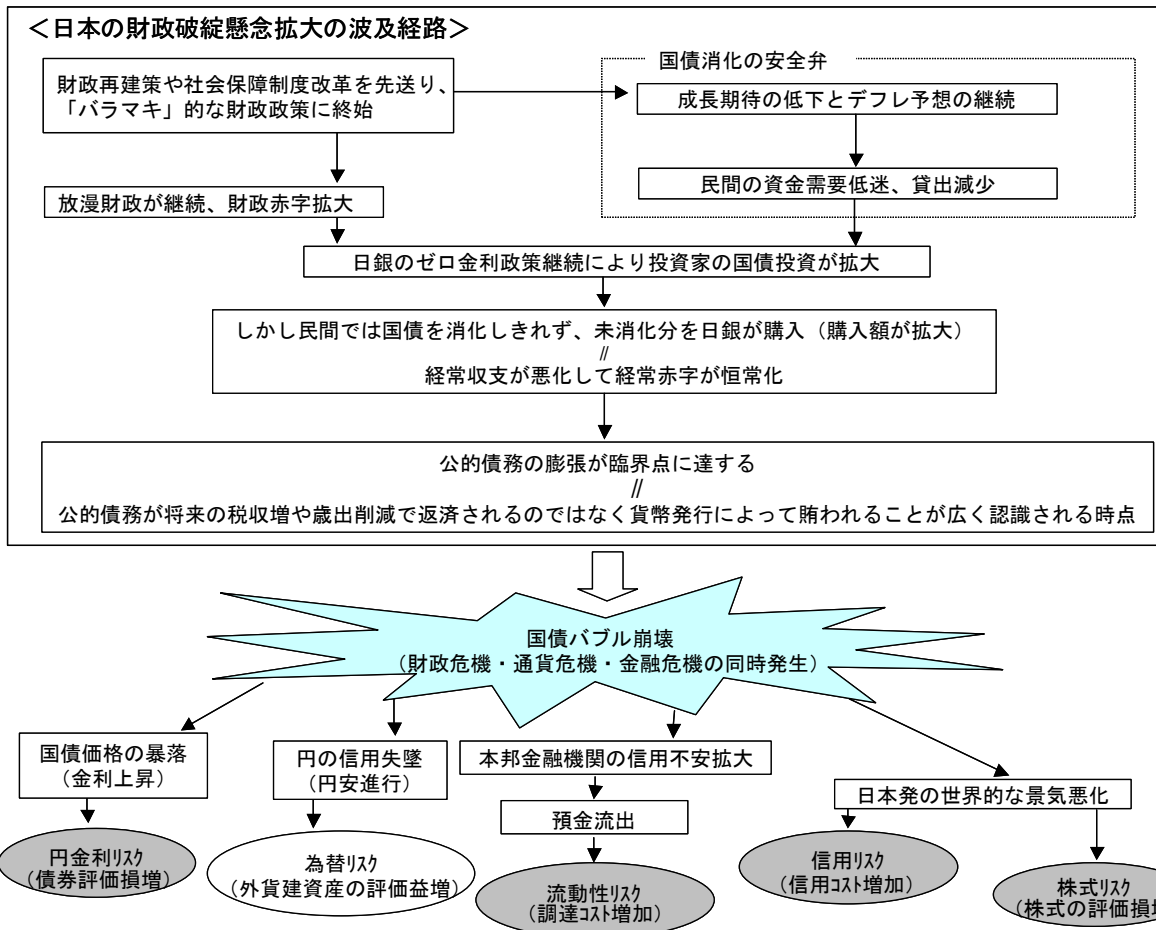 ＜日本の財政破綻懸念拡大の波及経路＞
国債消化の安全弁
財政再建策や社会保障制度改革を先送り、
「バラマキ」的な財政政策に終始
成長期待の低下とデフレ予想の継続
民間の資金需要低迷、貸出減少
放漫財政が継続、財政赤字拡大
日銀のゼロ金利政策継続により投資家の国債投資が拡大
しかし民間では国債を消化しきれず、未消化分を日銀が購入（購入額が拡大）
〃
経常収支が悪化して経常赤字が恒常化
公的債務の膨張が臨界点に達する
〃
公的債務が将来の税収増や歳出削減で返済されるのではなく貨幣発行によって賄われることが広く認識される時点
国債バブル崩壊
（財政危機・通貨危機・金融危機の同時発生）
国債価格の暴落
（金利上昇）
円の信用失墜
（円安進行）
本邦金融機関の信用不安拡大
日本発の世界的な景気悪化
預金流出
円金利リスク
（債券評価損増）
為替リスク
（外貨建資産の評価益増）
流動性リスク
（調達コスト増加）
信用リスク
（信用コスト増加）
株式リスク
（株式の評価損